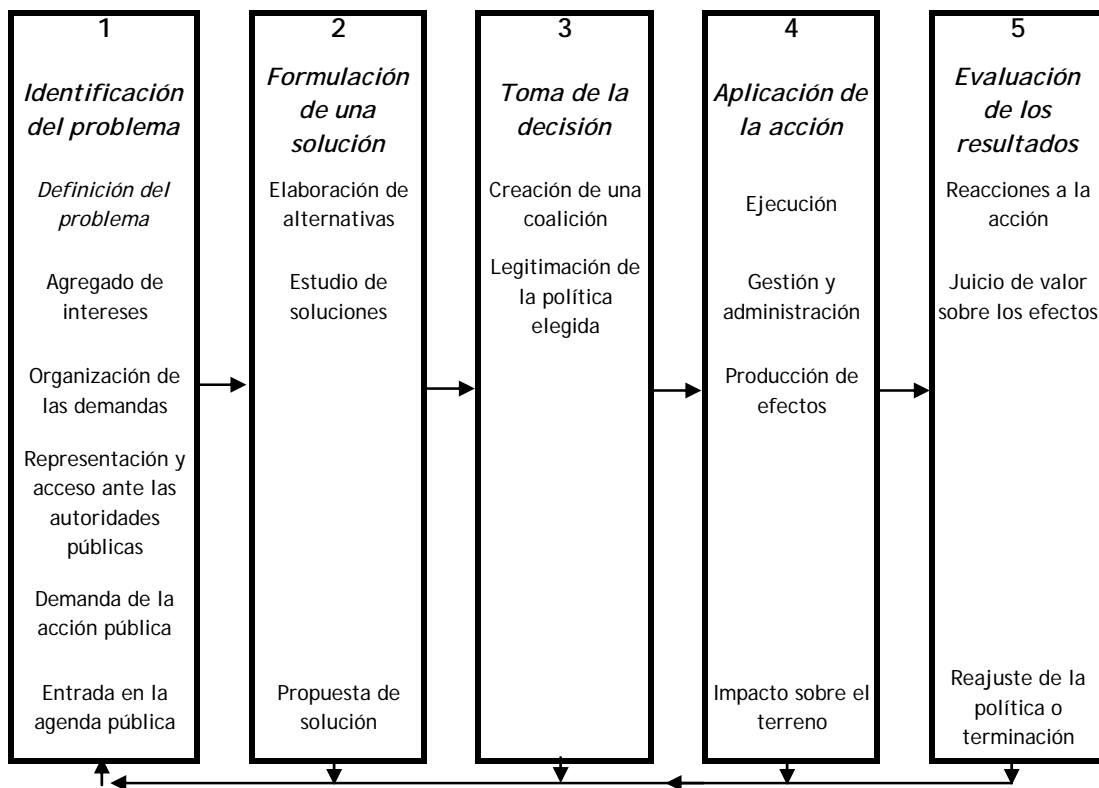 1
Identificación
del problema
Definición del
problema
Agregado de
intereses
Organización de
las demandas
Representación y
acceso ante las
autoridades
públicas
Demanda de la
acción pública
Entrada en la
agenda pública
2
Formulación
de una
solución
Elaboración de
alternativas
Estudio de
soluciones
Propuesta de
solución
3
Toma de la
decisión
Creación de una
coalición
Legitimación de
la política
elegida
4
Aplicación de
la acción
Ejecución
Gestión y
administración
Producción de
efectos
Impacto sobre el
terreno
5
Evaluación
de los
resultados
Reacciones a la
acción
Juicio de valor
sobre los efectos
Reajuste de la
política o
terminación